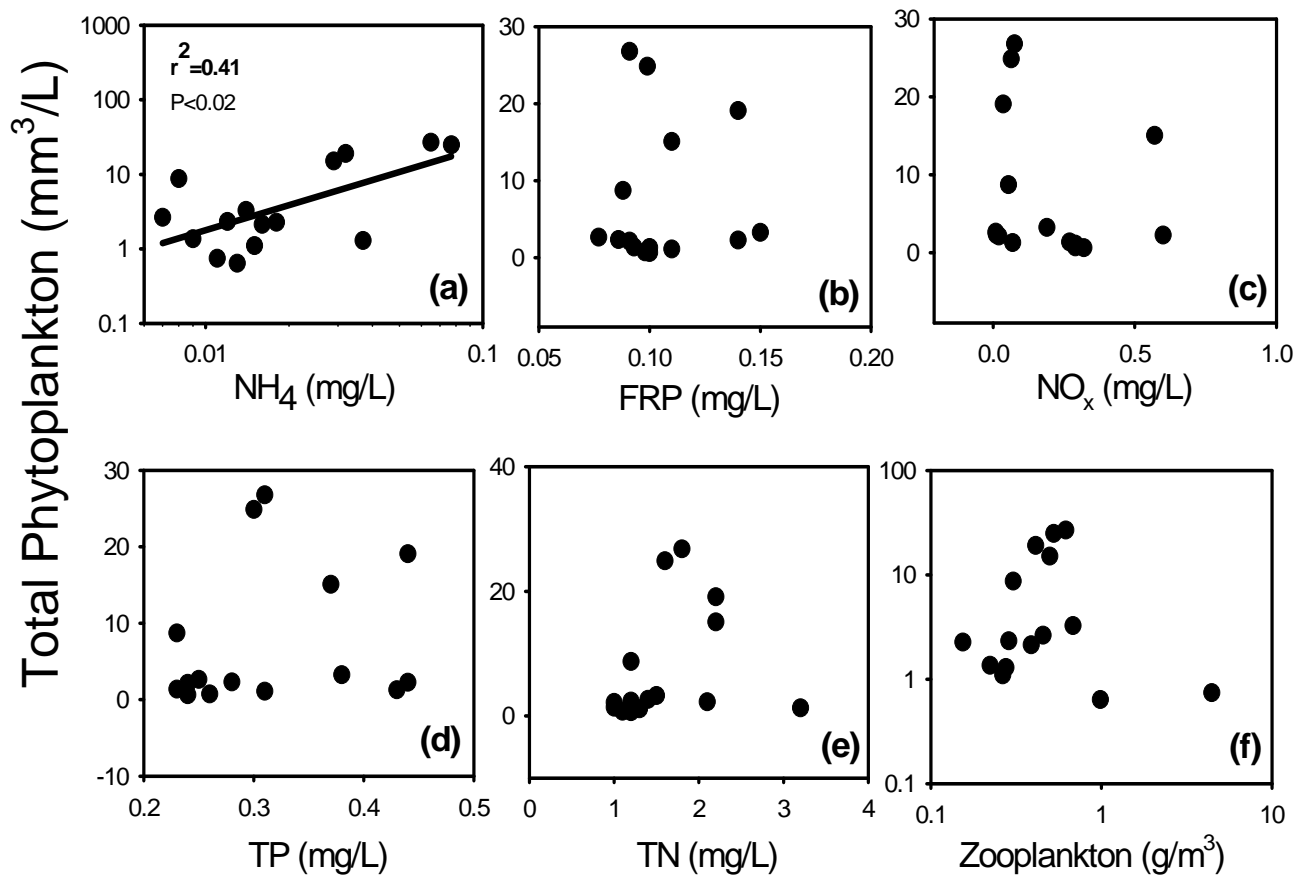 Total Phytoplankton (mm³/L)
1000
100
10
1
0.1
r²=0.41
P<0.02
(a)
0.01 0.1
NH₄ (mg/L)
30
20
10
0
(b)
0.05 0.10 0.15 0.20
FRP (mg/L)
30
20
10
0
(c)
0.0 0.5 1.0
NOₓ (mg/L)
30
20
10
0
-10
(d)
0.2 0.3 0.4 0.5
TP (mg/L)
40
20
0
(e)
0 1 2 3 4
TN (mg/L)
100
10
1
0.1
(f)
0.1 1 10
Zooplankton (g/m³)